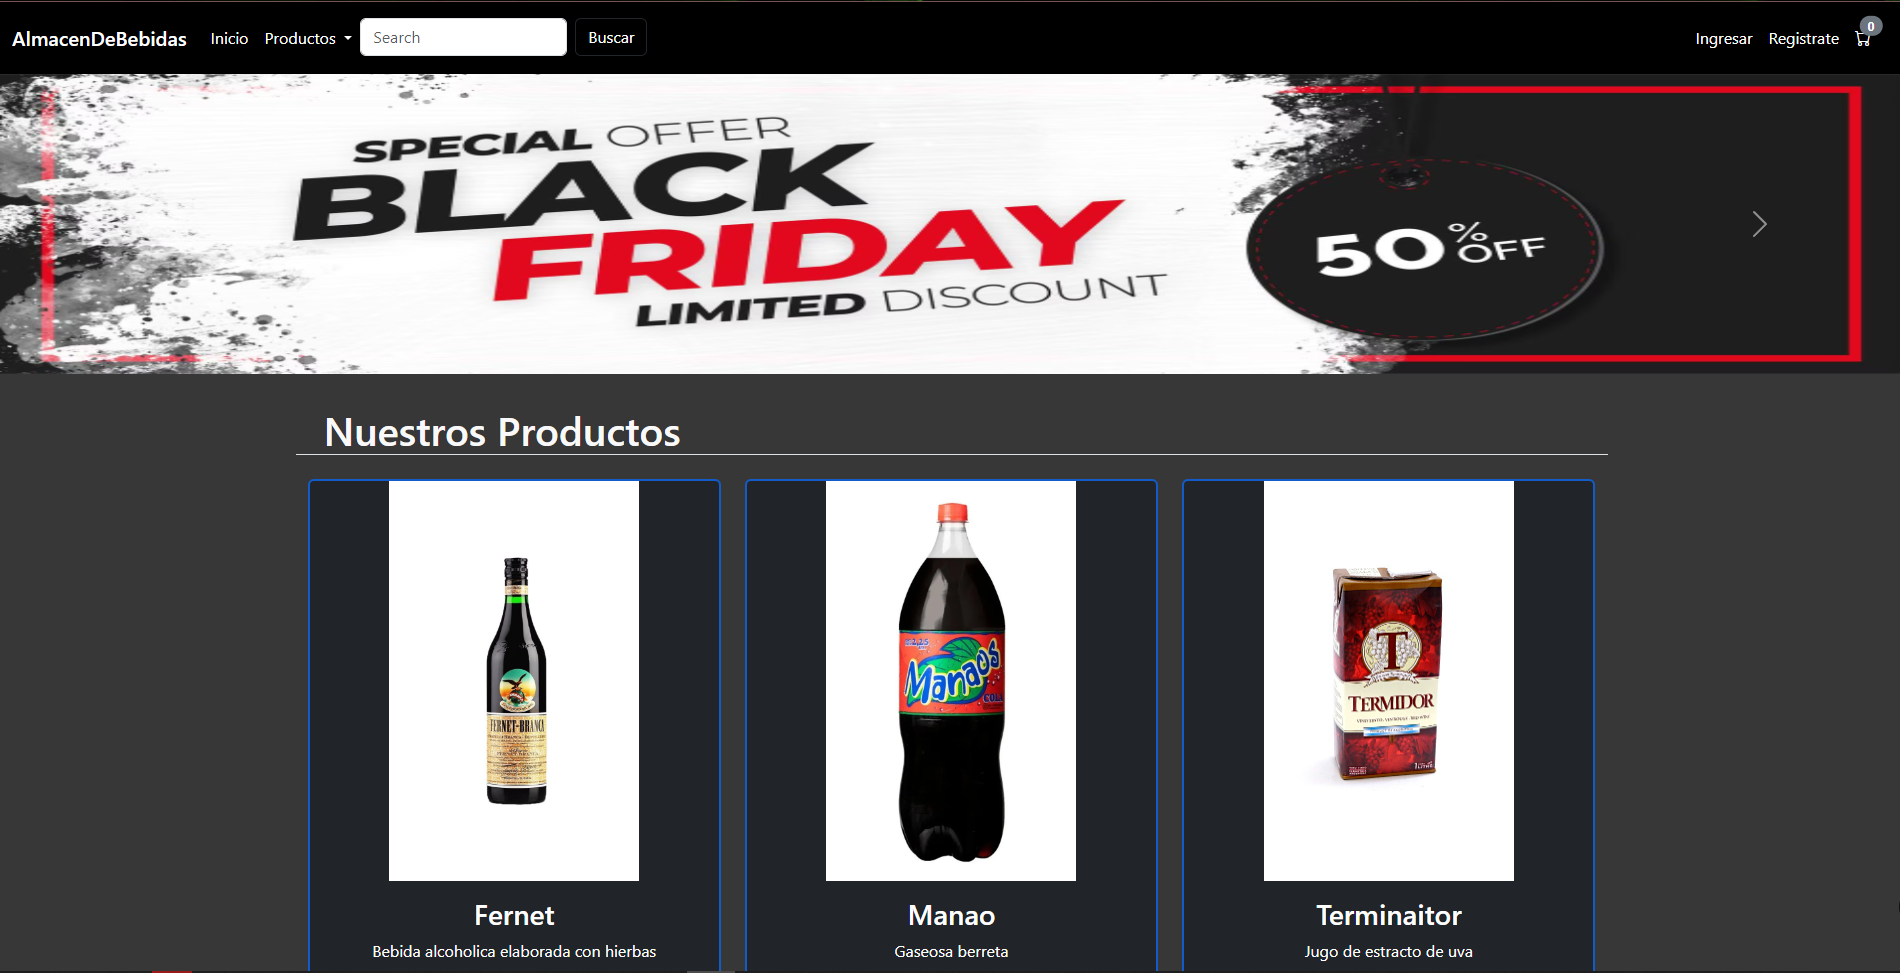 AlmacenDeBebidas Inicio Productos Search Buscar Ingresar Registrate 0
SPECIAL OFFER
BLACK
FRIDAY
LIMITED DISCOUNT
50% OFF
Nuestros Productos
FERNET-BRANCA
Manaos
COLA
T
TERMIDOR
Fernet
Manao
Terminaitor
Bebida alcoholica elaborada con hierbas
Gaseosa berreta
Jugo de estracto de uva